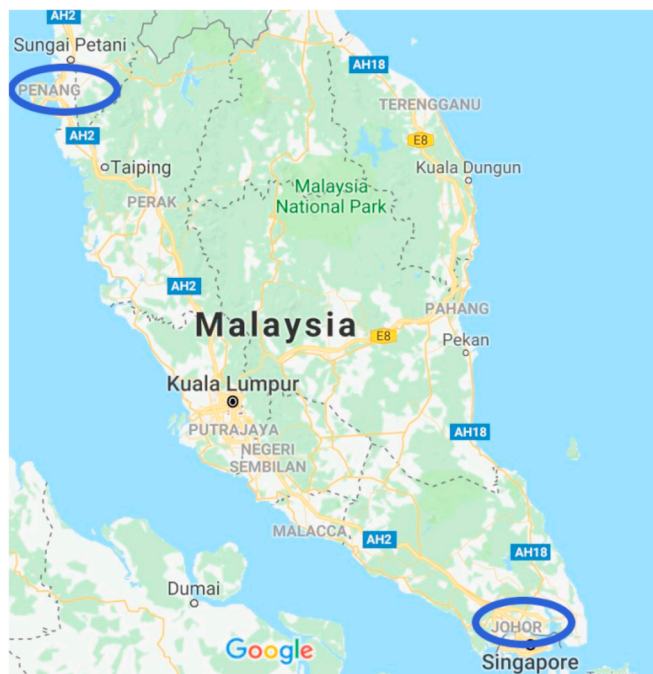 AH2
Sungai Petani
PENANG
AH18
TERENGGANU
AH2
E8
Taiping
Kuala Dungun
PERAK
Malaysia
National Park
AH2
PAHANG
Malaysia
E8
Pekan
Kuala Lumpur
PUTRAJAYA
AH18
NEGERI
SEMBILAN
MALACCA
AH2
AH18
Dumai
JOHOR
Google
Singapore